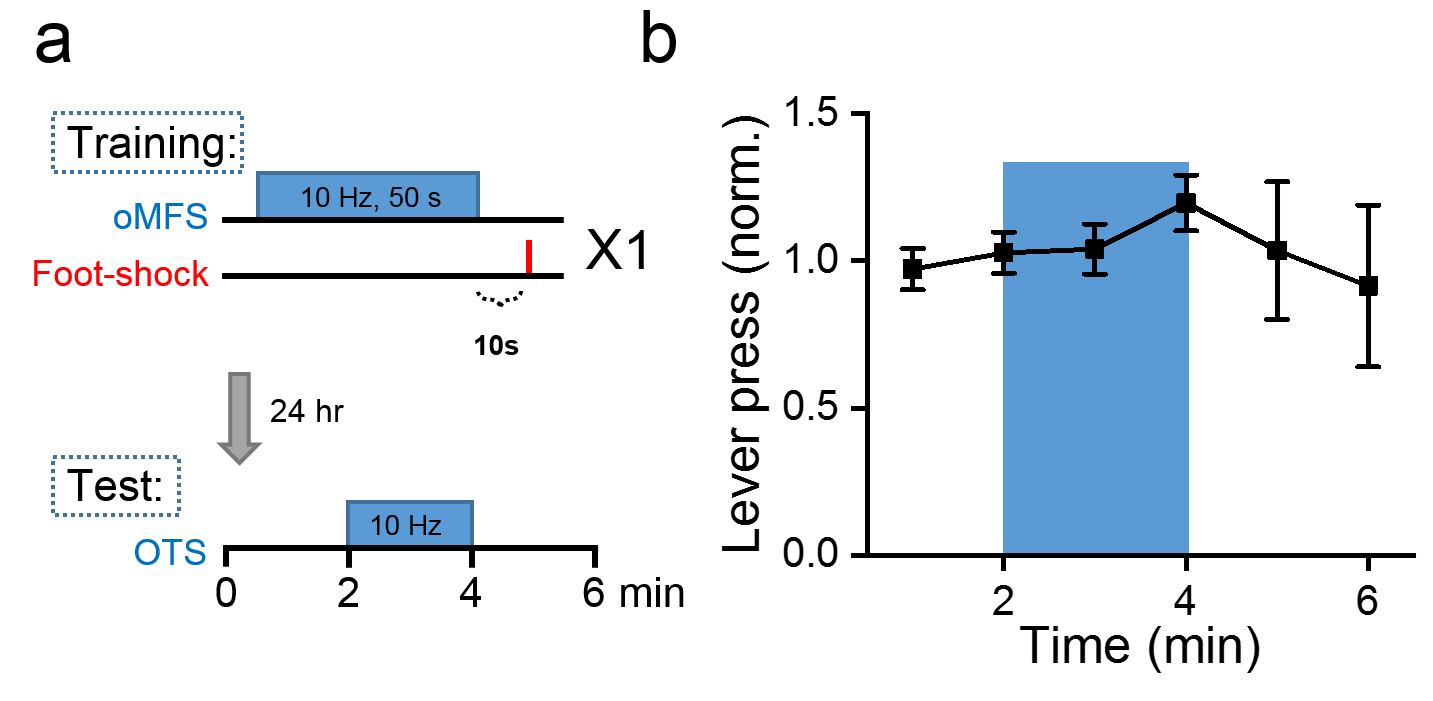 a
Training:
oMFS
10 Hz, 50 s
Foot-shock
X1
10s
24 hr
Test:
OTS
10 Hz
0 2 4 6 min
b
Lever press (norm.)
1.5
1.0
0.5
0.0
2 4 6
Time (min)